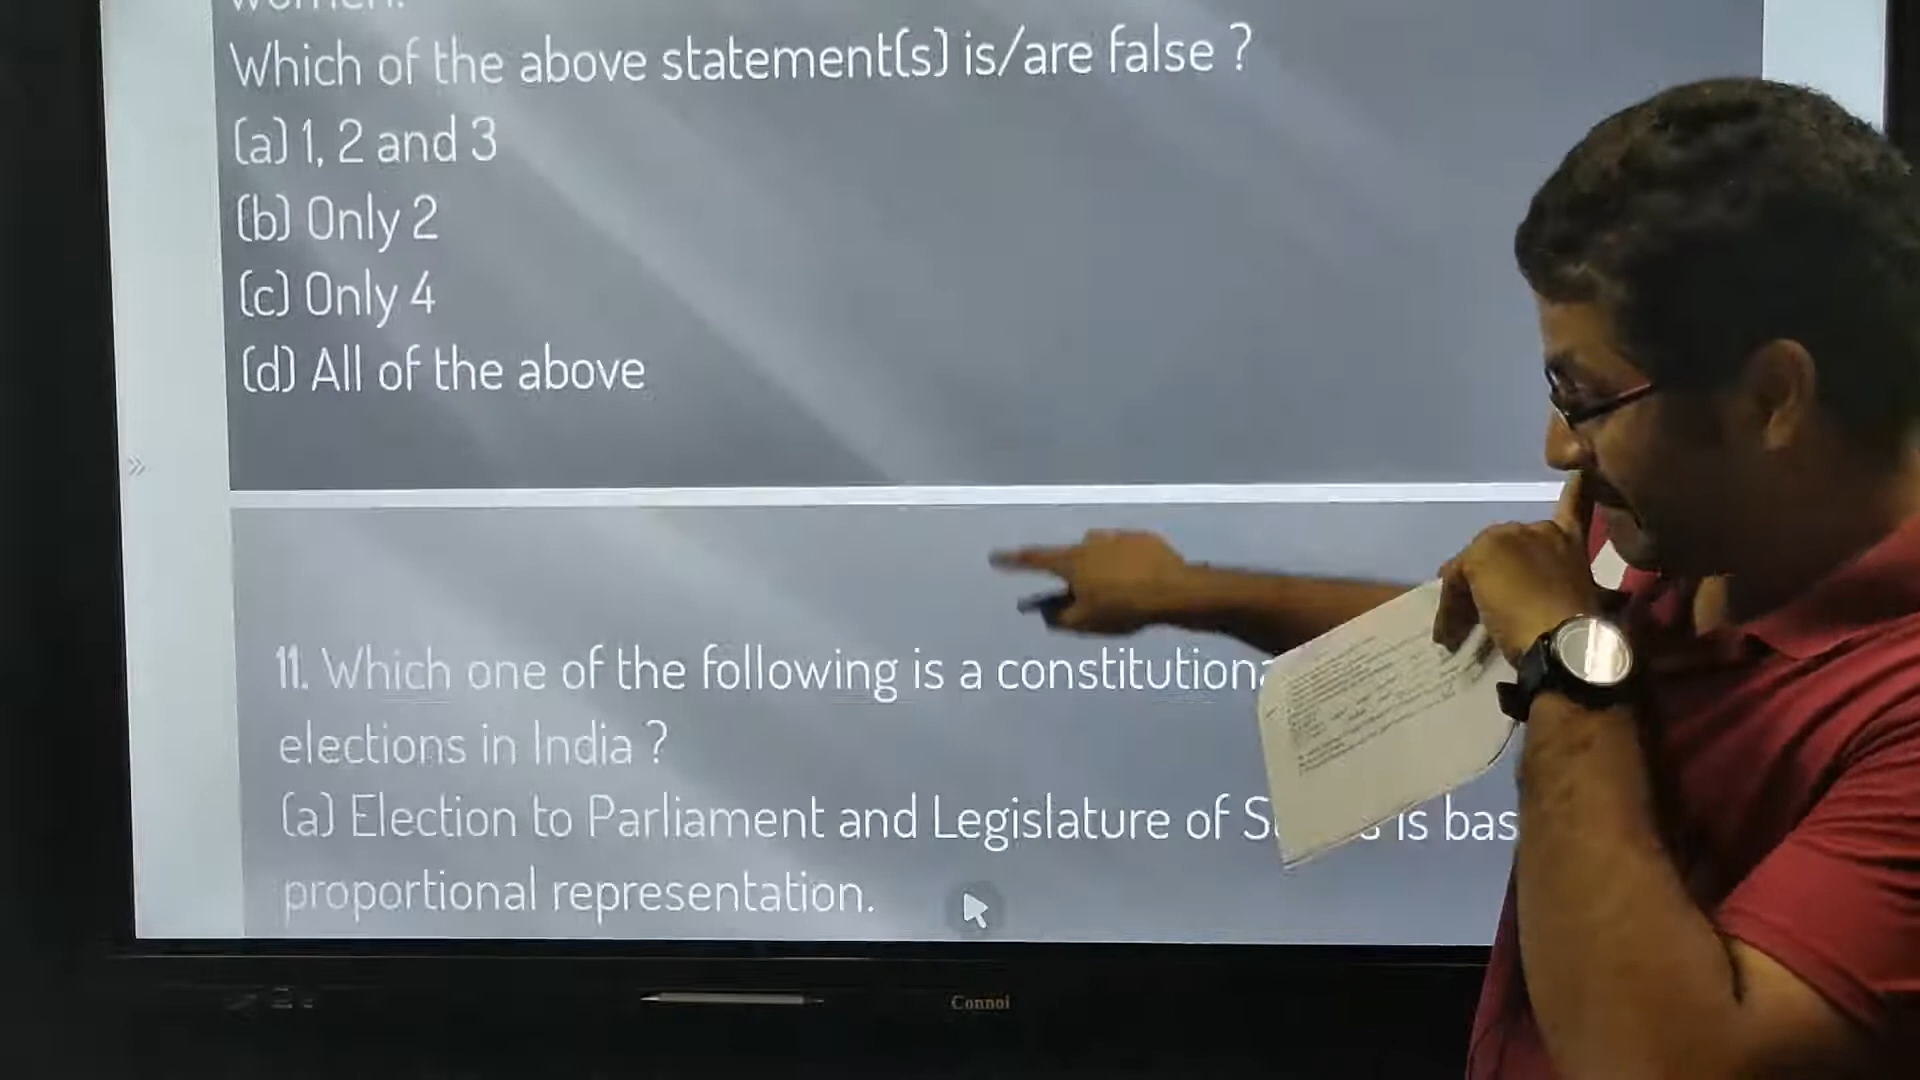 women.
Which of the above statement(s) is/are false ?
(a) 1, 2 and 3
(b) Only 2
(c) Only 4
(d) All of the above
»
11. Which one of the following is a
elections in India ?
(a) Election to Parliament and Legislature of is
proportional representation.
Connoi